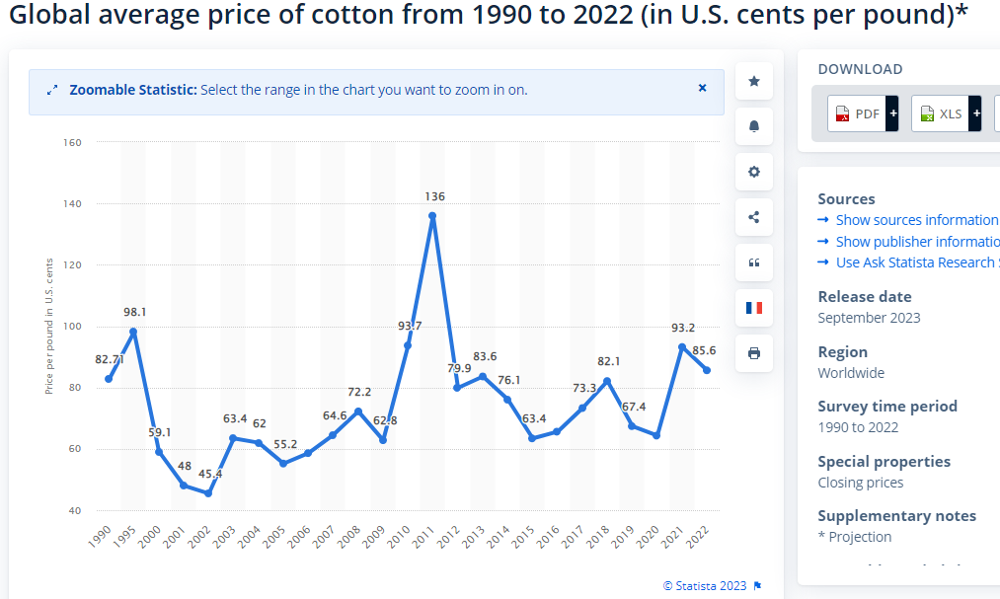 Global average price of cotton from 1990 to 2022 (in U.S. cents per pound)*
Zoomable Statistic: Select the range in the chart you want to zoom in on.
×
Price per pound in U.S. cents
160
140
120
100
80
60
40
82.71
98.1
59.1
48
45.4
63.4
62
55.2
64.6
72.2
62.8
93.7
136
79.9
83.6
76.1
63.4
73.3
82.1
67.4
93.2
85.6
1990
1995
2000
2001
2002
2003
2004
2005
2006
2007
2008
2009
2010
2011
2012
2013
2014
2015
2016
2017
2018
2019
2020
2021
2022
© Statista 2023
DOWNLOAD
PDF +
XLS +
Sources
→ Show sources information
→ Show publisher informatio
→ Use Ask Statista Research
Release date
September 2023
Region
Worldwide
Survey time period
1990 to 2022
Special properties
Closing prices
Supplementary notes
* Projection